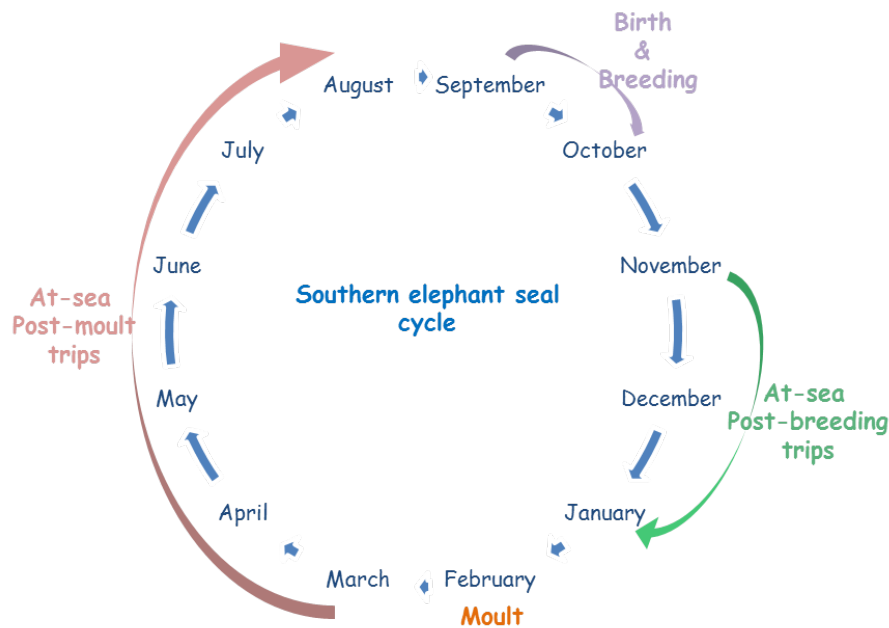 Birth
&
Breeding
August
September
July
October
June
November
Southern elephant seal
cycle
At-sea
Post-moult
trips
May
December
At-sea
Post-breeding
trips
April
January
March
February
Moult